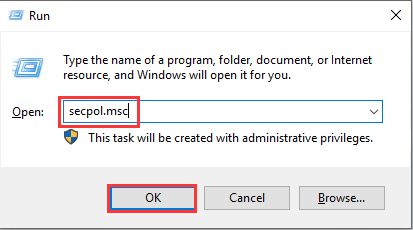 Run
Type the name of a program, folder, document, or Internet
resource, and Windows will open it for you.
Open:
secpol.msc
This task will be created with administrative privileges.
OK
Cancel
Browse...